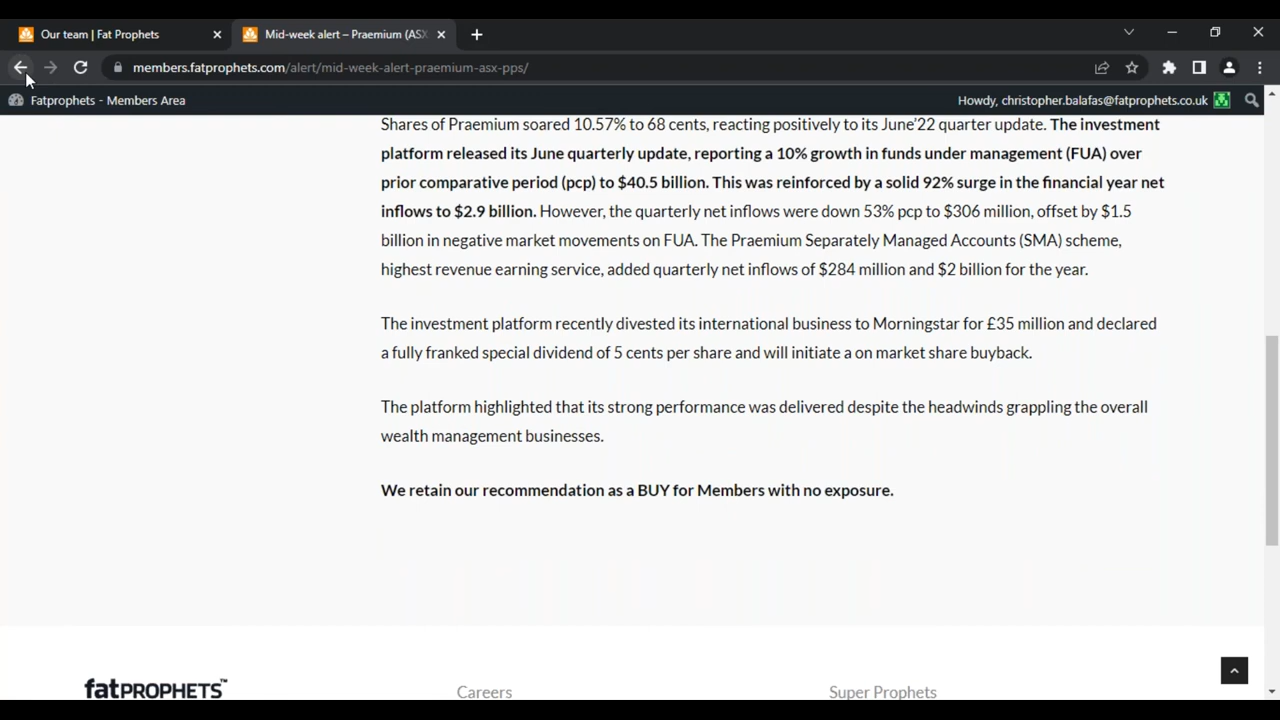 Our team | Fat Prophets
Mid-week alert – Praemium (ASX
members.fatprophets.com/alert/mid-week-alert-praemium-asx-pps/
Fatprophets - Members Area
Howdy, christopher.balafas@fatprophets.co.uk
Shares of Praemium soared 10.57% to 68 cents, reacting positively to its June'22 quarter update. The investment
platform released its June quarterly update, reporting a 10% growth in funds under management (FUA) over
prior comparative period (pcp) to $40.5 billion. This was reinforced by a solid 92% surge in the financial year net
inflows to $2.9 billion. However, the quarterly net inflows were down 53% pcp to $306 million, offset by $1.5
billion in negative market movements on FUA. The Praemium Separately Managed Accounts (SMA) scheme,
highest revenue earning service, added quarterly net inflows of $284 million and $2 billion for the year.
The investment platform recently divested its international business to Morningstar for £35 million and declared
a fully franked special dividend of 5 cents per share and will initiate a on market share buyback.
The platform highlighted that its strong performance was delivered despite the headwinds grappling the overall
wealth management businesses.
We retain our recommendation as a BUY for Members with no exposure.
fatPROPHETS™
Careers
Super Prophets